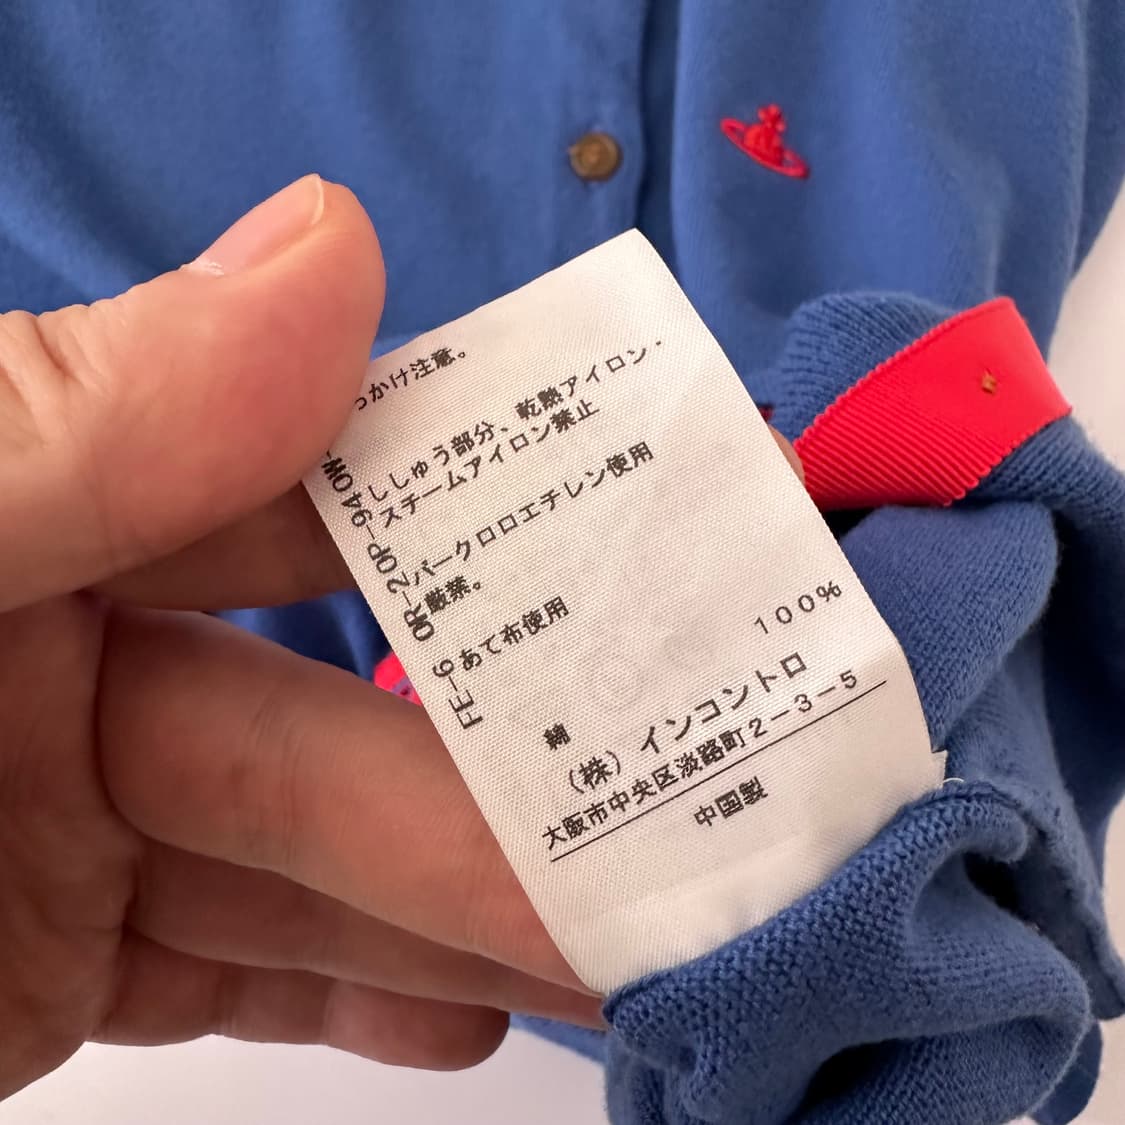 っかけ注意。
ししゅう部分、乾熱アイロン・
スチームアイロン禁止
パークロロエチレン使用
厳禁。
あて布使用
綿 100%
(株) インコントロ
大阪市中央区淡路町2-3-5
中国製
FE-6 OR-20P-940W-